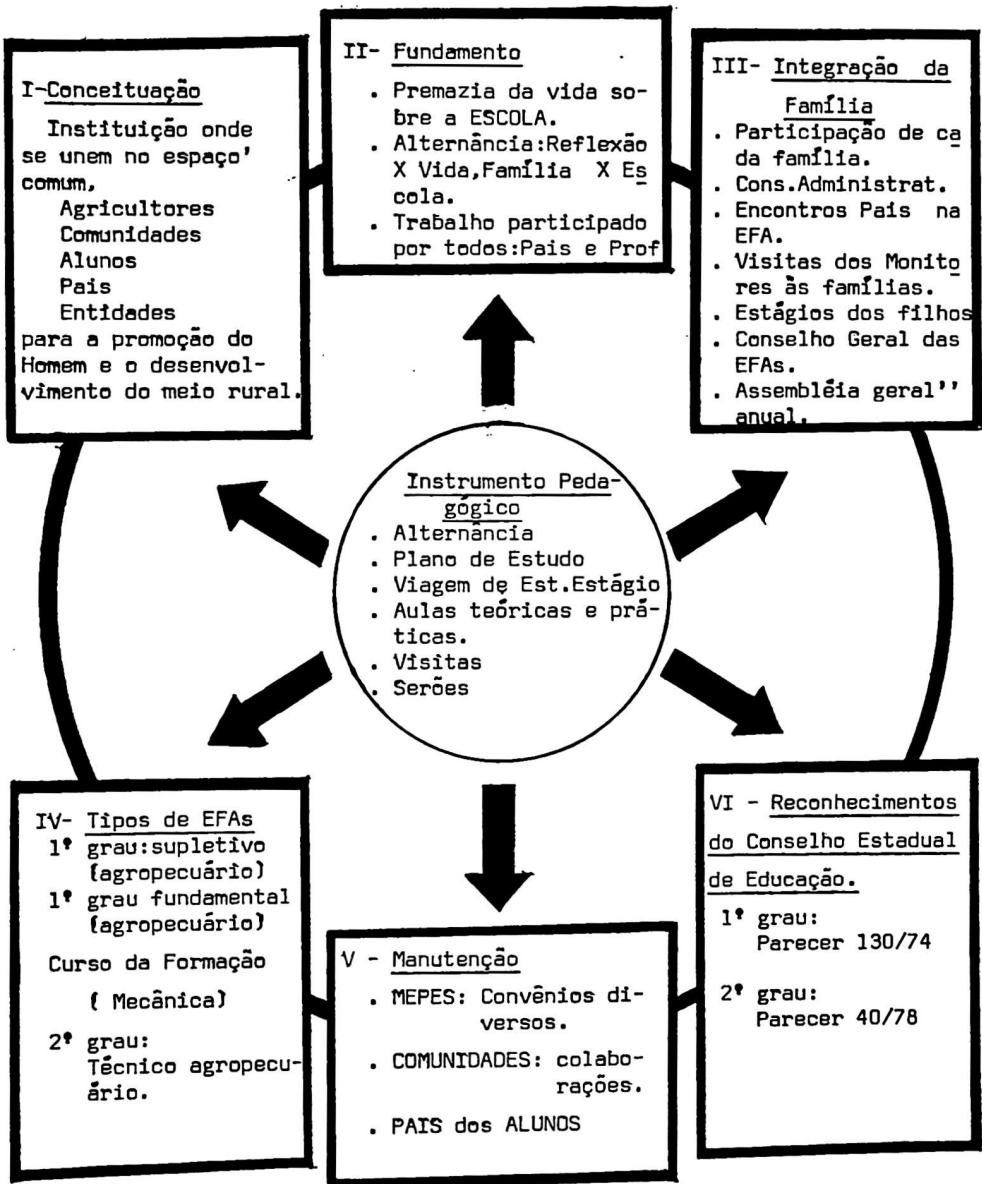 I-Conceituação
Instituição onde
se unem no espaço'
comum,
Agricultores
Comunidades
Alunos
Pais
Entidades
para a promoção do
Homem e o desenvol-
vimento do meio rural.
II- Fundamento
. Premazia da vida so-
bre a ESCOLA.
. Alternância:Reflexão
X Vida,Família X Es
cola.
. Trabalho participado
por todos:Pais e Prof
III- Integração da
Família
. Participação de ca
da família.
. Cons.Administrat.
. Encontros Pais na
EFA.
. Visitas dos Monito
res às famílias.
. Estágios dos filhos
. Conselho Geral das
EFAs.
. Assembléia geral''
anual.
Instrumento Peda-
gógico
. Alternância
. Plano de Estudo
. Viagem de Est.Estágio
. Aulas teóricas e prá-
ticas.
. Visitas
. Serões
IV- Tipos de EFAs
1º grau:supletivo
(agropecuário)
1º grau fundamental
(agropecuário)
Curso da Formação
( Mecânica)
2º grau:
Técnico agropecu-
ário.
V - Manutenção
. MEPES: Convênios di-
versos.
. COMUNIDADES: colabo-
rações.
. PAIS dos ALUNOS
VI - Reconhecimentos
do Conselho Estadual
de Educação.
1º grau:
Parecer 130/74
2º grau:
Parecer 40/78